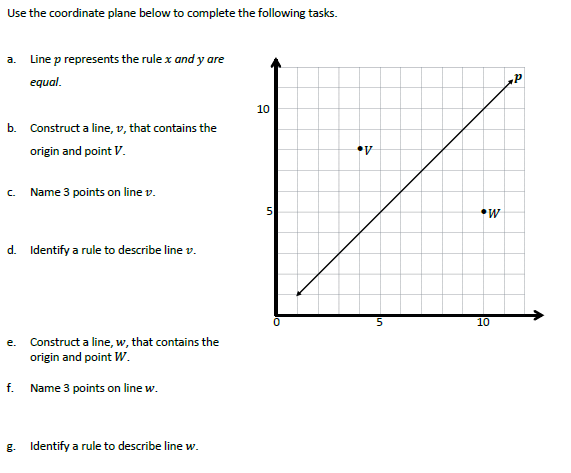 Use the coordinate plane below to complete the following tasks.
a. Line p represents the rule x and y are
equal.
b. Construct a line, v, that contains the
origin and point V.
c. Name 3 points on line v.
d. Identify a rule to describe line v.
e. Construct a line, w, that contains the
origin and point W.
f. Name 3 points on line w.
g. Identify a rule to describe line w.
p
10
V
5
W
0 5 10